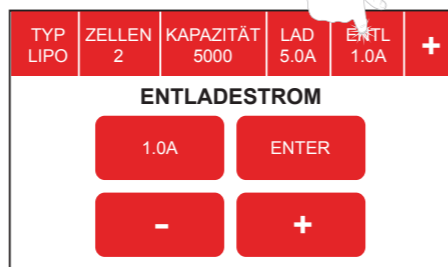 TYP ZELLEN KAPAZITÄT LAD ENTL
LIPO 2 5000 5.0A 1.0A +
ENTLADESTROM
1.0A ENTER
- +